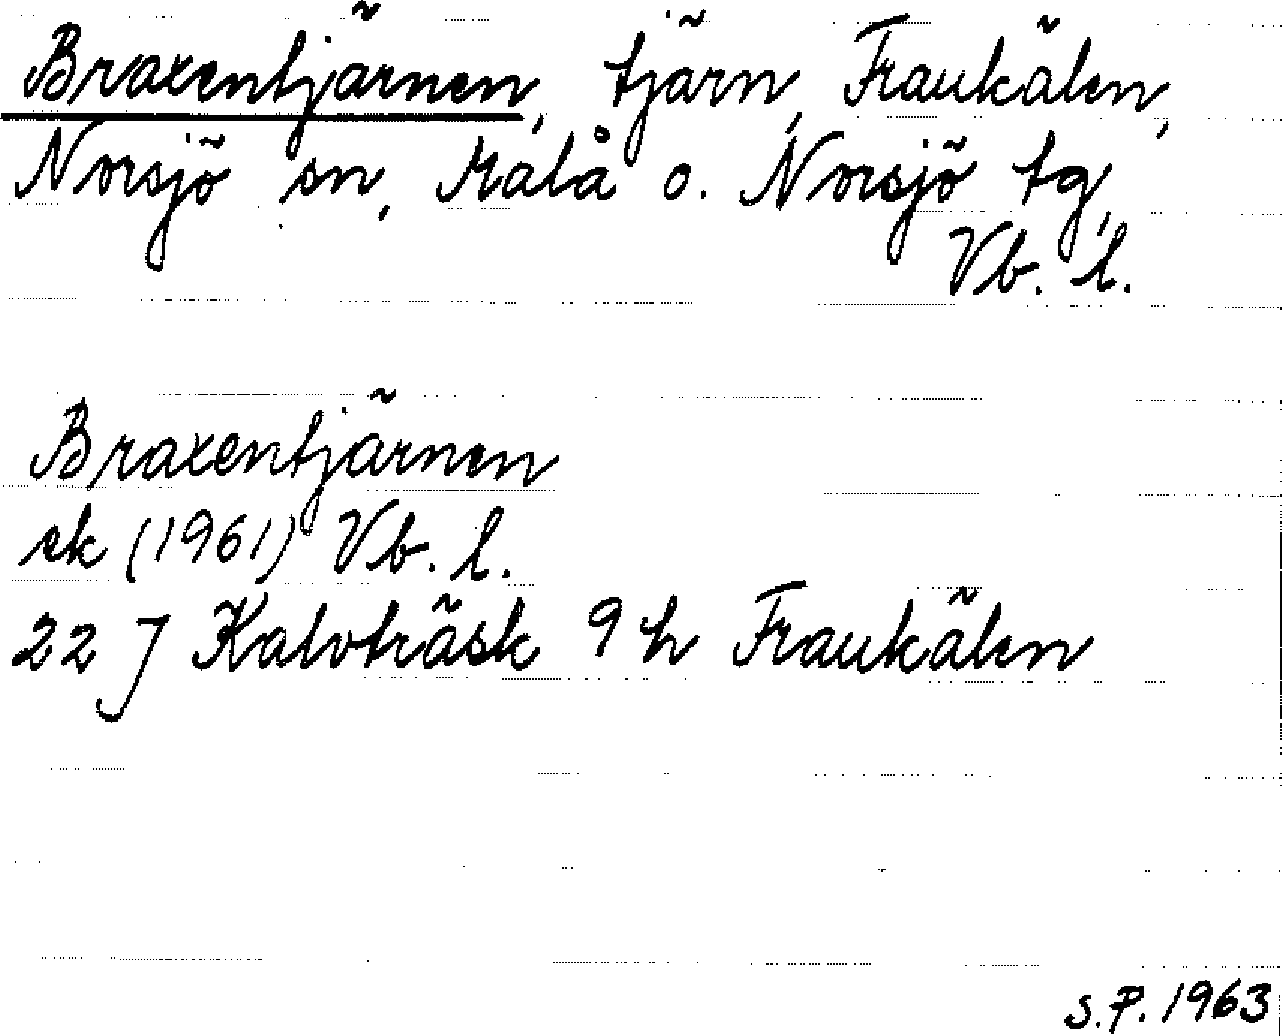 Braxentjärnen, tjärn, Fraukälen,
Norsjö sn, Malå o. Norsjö tg,
Vb. l.
Braxentjärnen
ek (1961) Vb. l.
22 J Kalvträsk 9 h Fraukälen
S.P. 1963